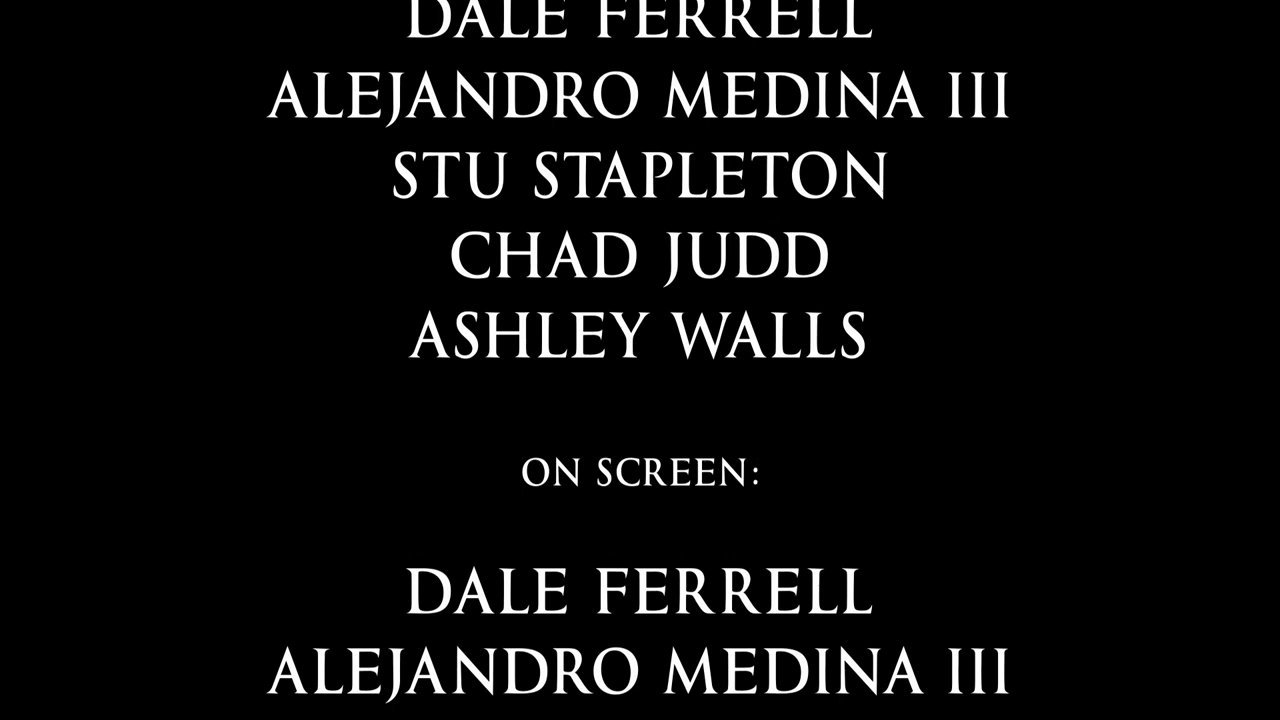 DALE FERRELL
ALEJANDRO MEDINA III
STU STAPLETON
CHAD JUDD
ASHLEY WALLS
ON SCREEN:
DALE FERRELL
ALEJANDRO MEDINA III